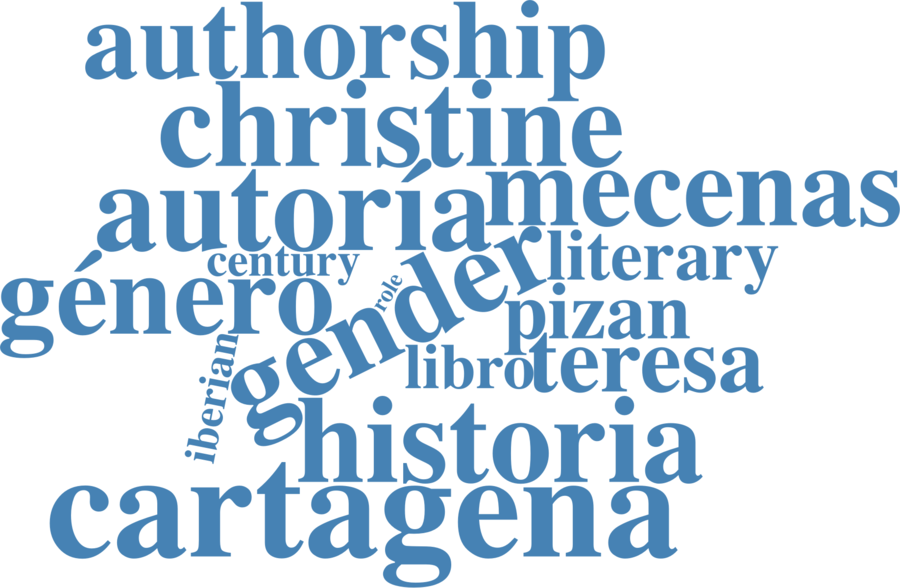 authorship
christine
mecenas
autoría
literary
century
género
role
gender
pizan
teresa
libro
iberian
historia
cartagena